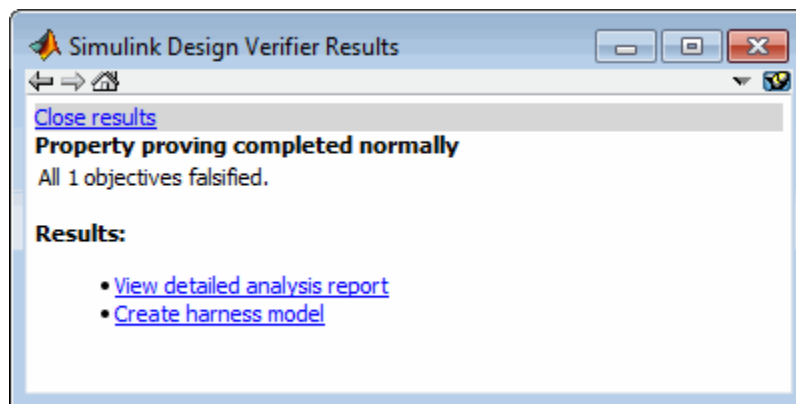 Simulink Design Verifier Results
Close results
Property proving completed normally
All 1 objectives falsified.
Results:
• View detailed analysis report
• Create harness model